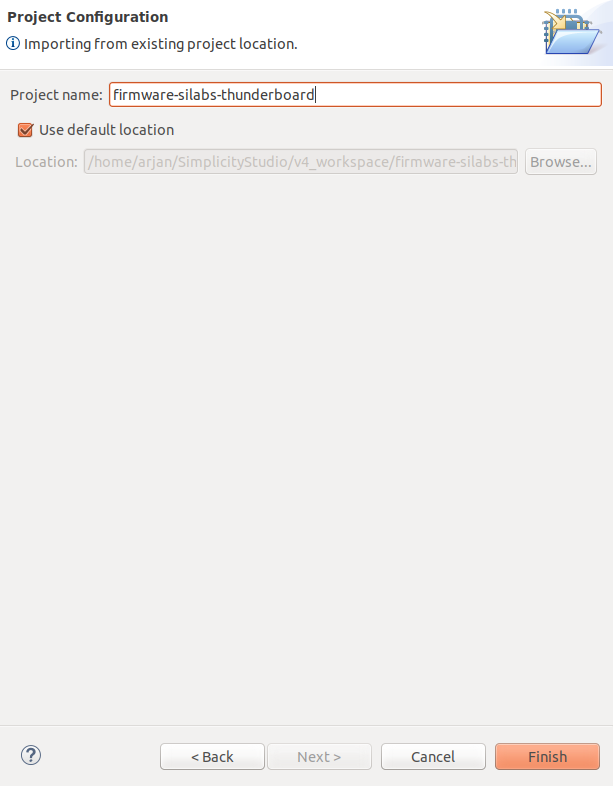 Project Configuration
Importing from existing project location.
Project name: firmware-silabs-thunderboard
Use default location
Location: /home/arjan/SimplicityStudio/v4_workspace/firmware-silabs-th Browse...
? < Back Next > Cancel Finish